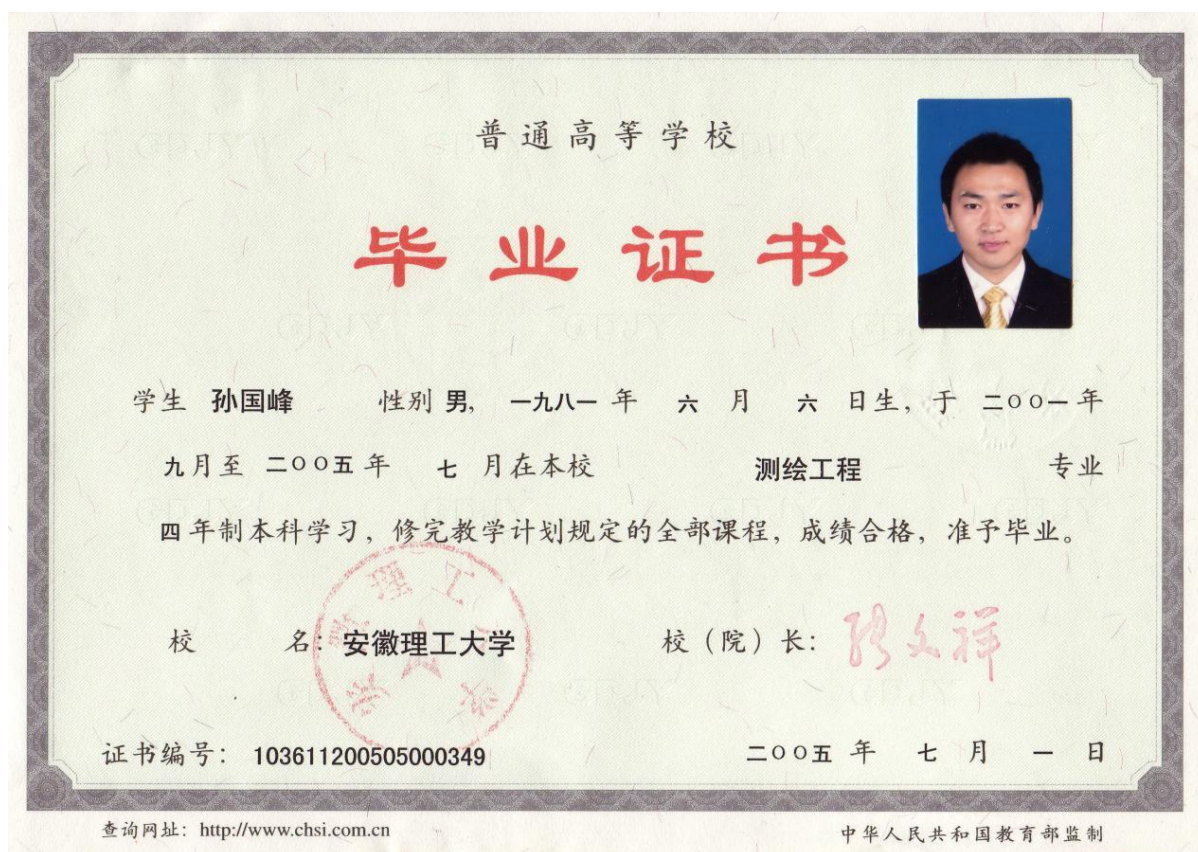 普通高等学校
毕业证书
学生 孙国峰 性别 男, 一九八一 年 六 月 六 日生, 于 二〇〇一 年
九 月至 二〇〇五 年 七 月在本校 测绘工程 专业
四 年制本科学习, 修完教学计划规定的全部课程, 成绩合格, 准予毕业。
校 名: 安徽理工大学 校(院)长: 张文祥
安徽理工大学
证书编号: 103611200505000349 二〇〇五 年 七 月 一 日
查询网址: http://www.chsi.com.cn 中华人民共和国教育部监制